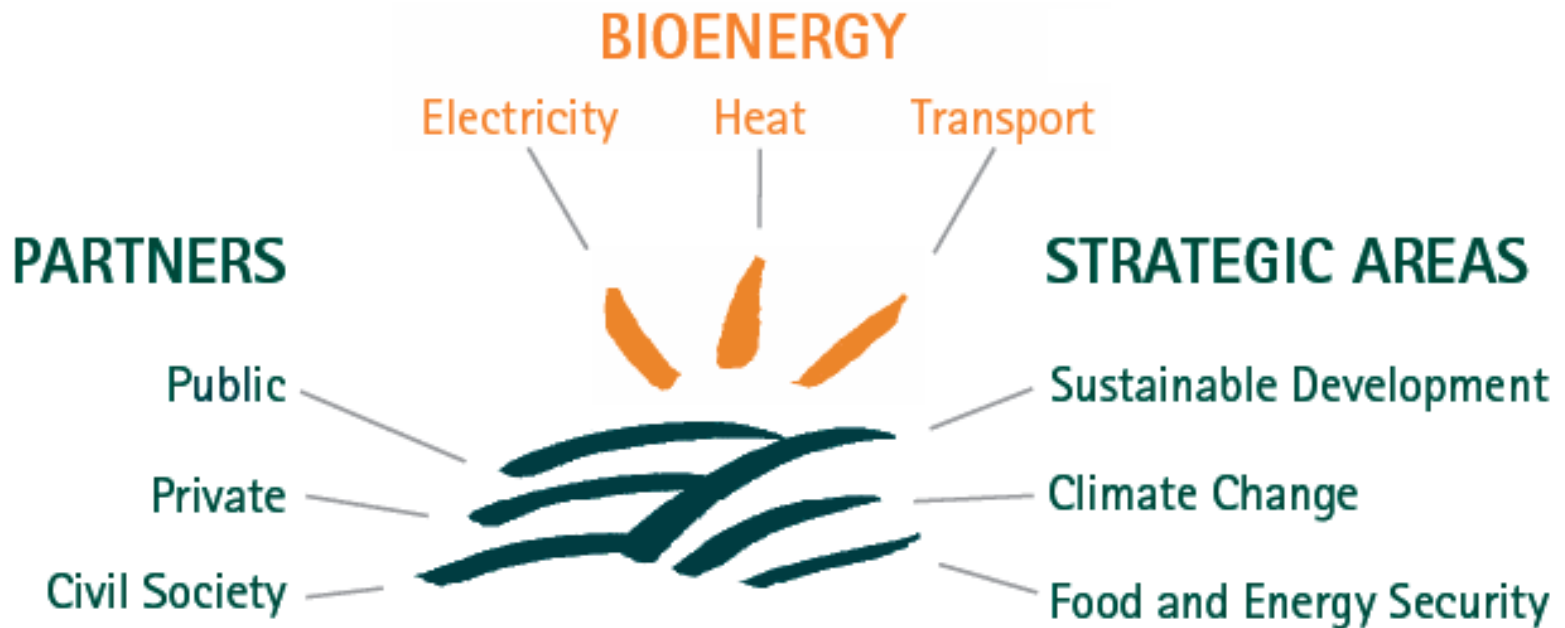 BIOENERGY
Electricity Heat Transport
PARTNERS
Public
Private
Civil Society
STRATEGIC AREAS
Sustainable Development
Climate Change
Food and Energy Security